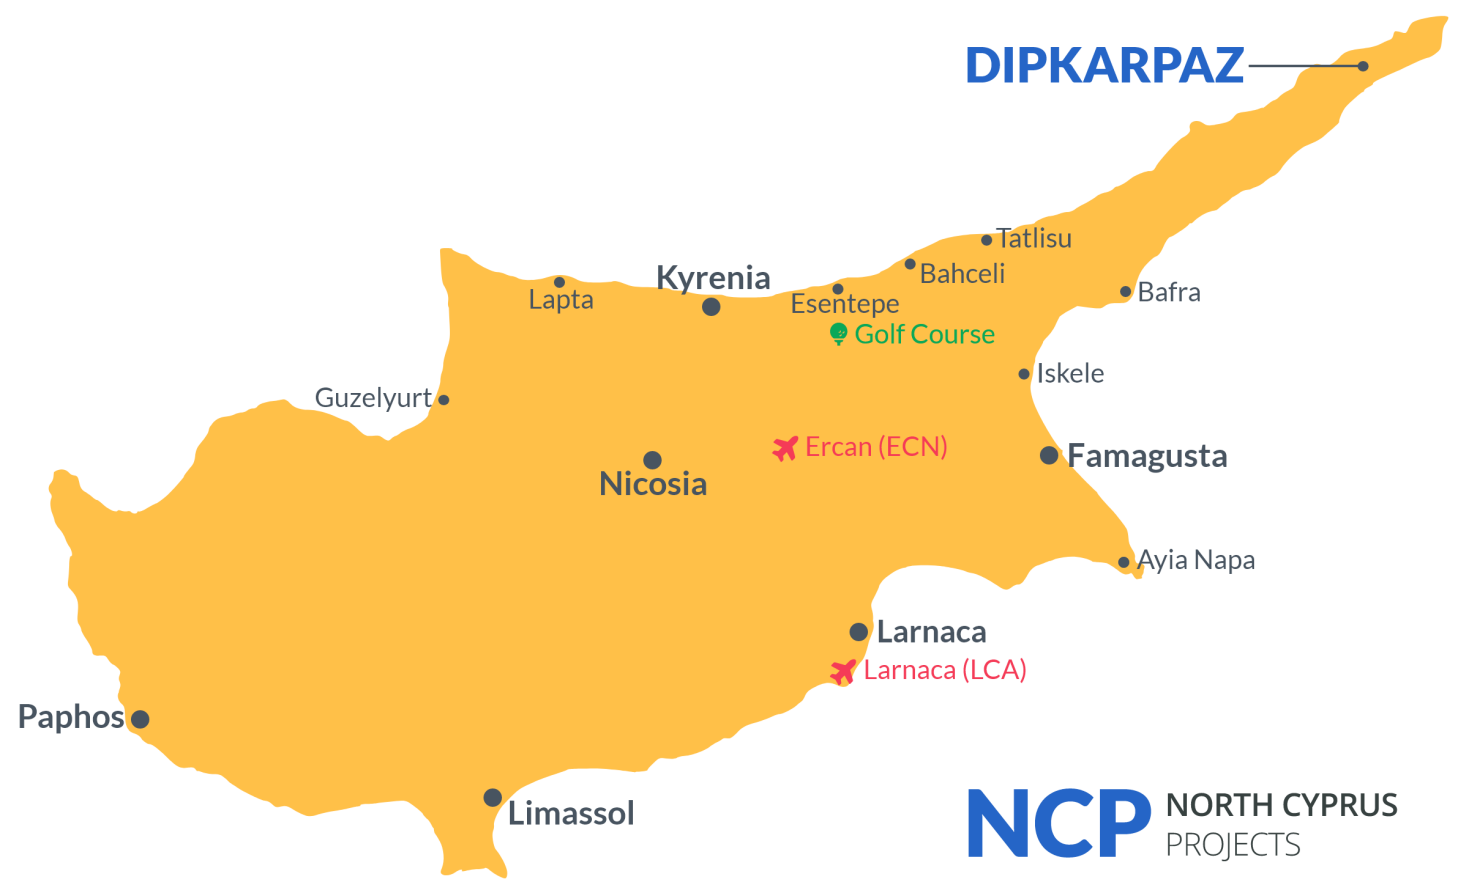 DIPKARPAZ
Tatlisu
Kyrenia
Bahceli
Bafra
Lapta
Esentepe
Golf Course
Iskele
Guzelyurt
Ercan (ECN)
Famagusta
Nicosia
Ayia Napa
Larnaca
Larnaca (LCA)
Paphos
Limassol
NCP
NORTH CYPRUS
PROJECTS